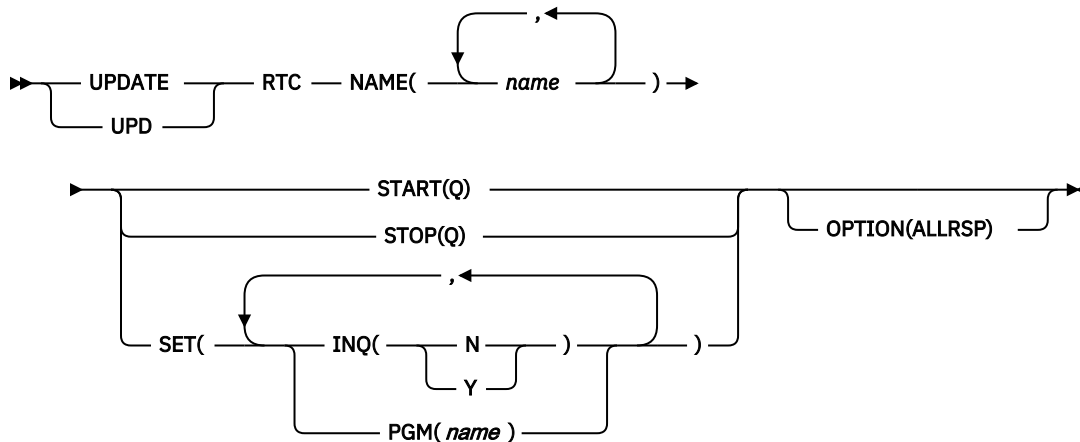 ,
UPDATE RTC NAME( name )
UPD
START(Q)
STOP(Q) OPTION(ALLRSP)
,
SET( INQ( N ) )
Y
PGM( name )